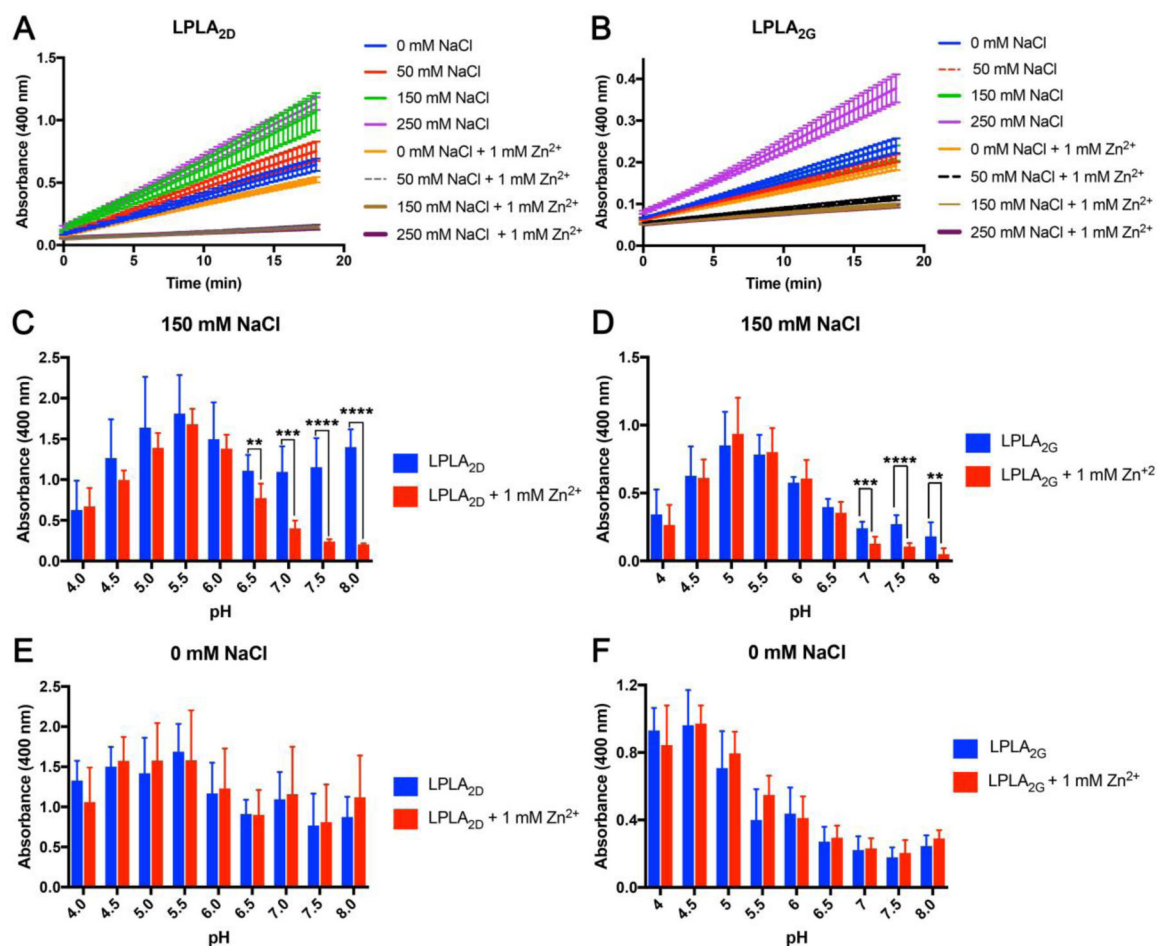 A
LPLA2D
Absorbance (400 nm)
1.5
1.0
0.5
0.0
0
5
10
15
20
Time (min)
0 mM NaCl
50 mM NaCl
150 mM NaCl
250 mM NaCl
0 mM NaCl + 1 mM Zn2+
50 mM NaCl + 1 mM Zn2+
150 mM NaCl + 1 mM Zn2+
250 mM NaCl + 1 mM Zn2+
B
LPLA2G
Absorbance (400 nm)
0.4
0.3
0.2
0.1
0.0
0
5
10
15
20
Time (min)
0 mM NaCl
50 mM NaCl
150 mM NaCl
250 mM NaCl
0 mM NaCl + 1 mM Zn2+
50 mM NaCl + 1 mM Zn2+
150 mM NaCl + 1 mM Zn2+
250 mM NaCl + 1 mM Zn2+
C
150 mM NaCl
Absorbance (400 nm)
2.5
2.0
1.5
1.0
0.5
0.0
**
***
****
****
4.0
4.5
5.0
5.5
6.0
6.5
7.0
7.5
8.0
pH
LPLA2D
LPLA2D + 1 mM Zn2+
D
150 mM NaCl
Absorbance (400 nm)
1.5
1.0
0.5
0.0
***
****
**
4
4.5
5
5.5
6
6.5
7
7.5
8
pH
LPLA2G
LPLA2G + 1 mM Zn+2
E
0 mM NaCl
Absorbance (400 nm)
2.5
2.0
1.5
1.0
0.5
0.0
4.0
4.5
5.0
5.5
6.0
6.5
7.0
7.5
8.0
pH
LPLA2D
LPLA2D + 1 mM Zn2+
F
0 mM NaCl
Absorbance (400 nm)
1.2
0.8
0.4
0.0
4
4.5
5
5.5
6
6.5
7
7.5
8.0
pH
LPLA2G
LPLA2G + 1 mM Zn2+